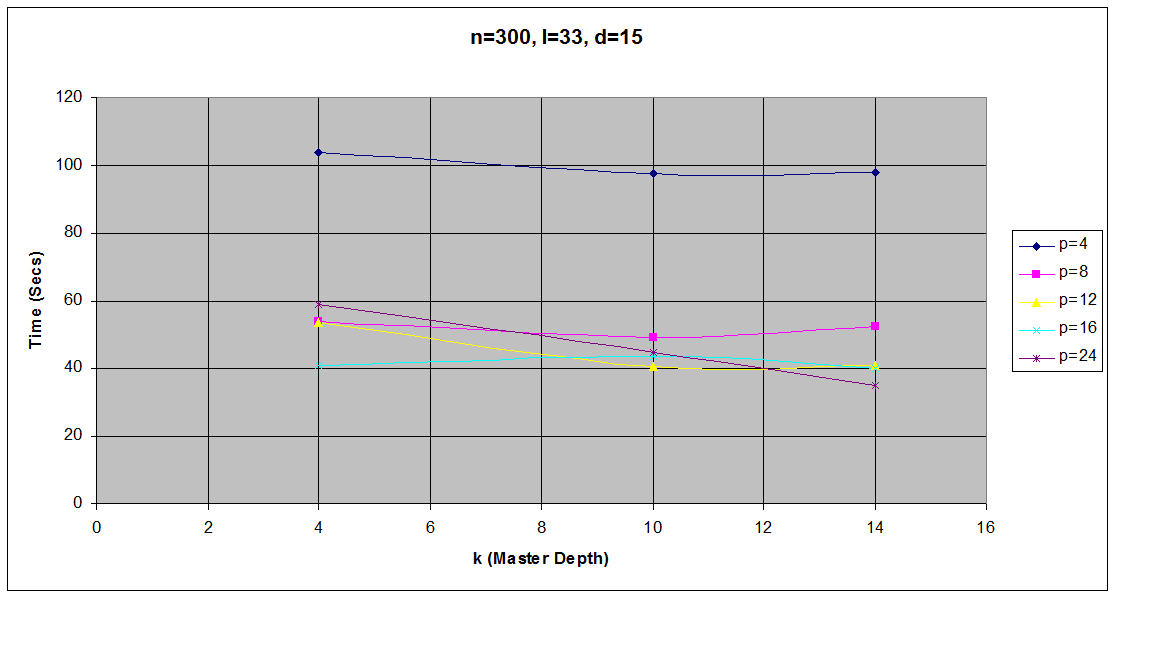 n=300, l=33, d=15
120
100
80
60
40
20
0
Time (Secs)
0 2 4 6 8 10 12 14 16
k (Master Depth)
p=4
p=8
p=12
p=16
p=24